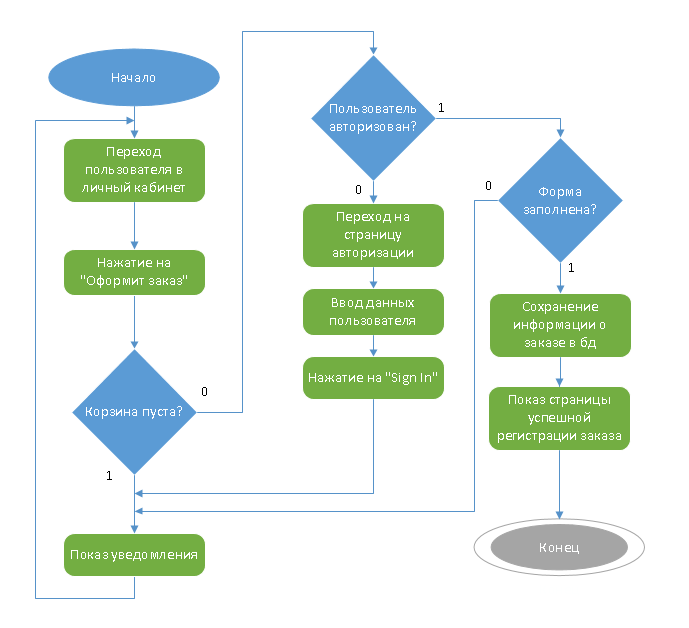 Начало
Переход
пользователя в
личный кабинет
Нажатие на
"Оформит заказ"
Корзина пуста?
0
1
Показ уведомления
Пользователь
авторизован?
1
0
Переход на
страницу
авторизации
Ввод данных
пользователя
Нажатие на "Sign In"
Форма
заполнена?
0
1
Сохранение
информации о
заказе в бд
Показ страницы
успешной
регистрации заказа
Конец